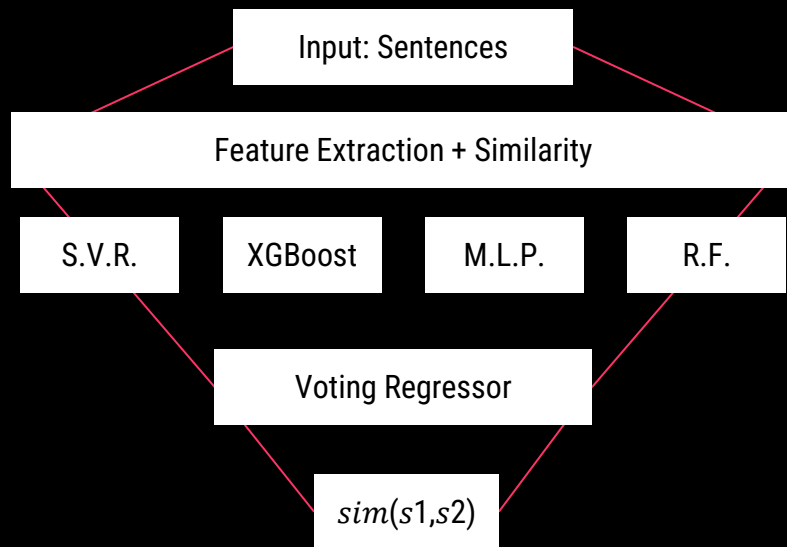 Input: Sentences
Feature Extraction + Similarity
S.V.R.
XGBoost
M.L.P.
R.F.
Voting Regressor
sim(s1,s2)